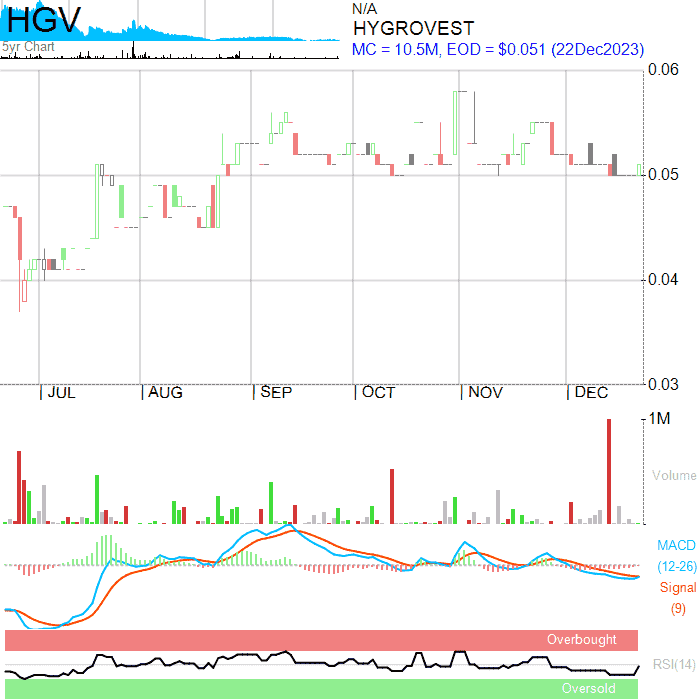 HGV
5yr Chart
N/A
HYGROVEST
MC = 10.5M, EOD = $0.051 (22Dec2023)
0.06
0.05
0.04
0.03
JUL
AUG
SEP
OCT
NOV
DEC
1M
Volume
MACD
(12-26)
Signal
(9)
Overbought
RSI(14)
Oversold